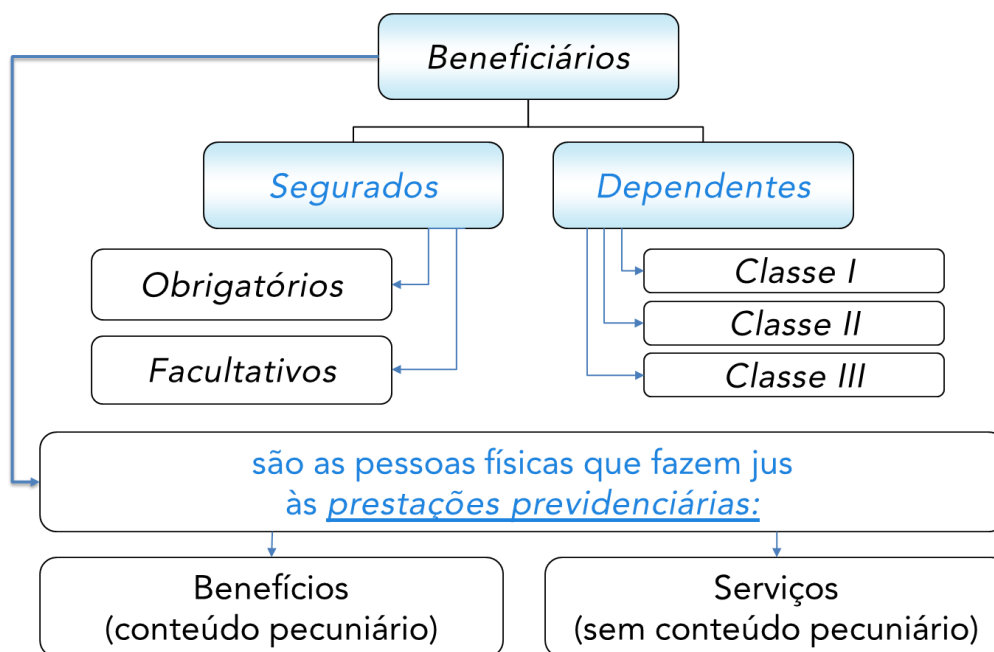 Beneficiários
Segurados
Dependentes
Obrigatórios
Facultativos
Classe I
Classe II
Classe III
são as pessoas físicas que fazem jus
às prestações previdenciárias:
Benefícios
(conteúdo pecuniário)
Serviços
(sem conteúdo pecuniário)